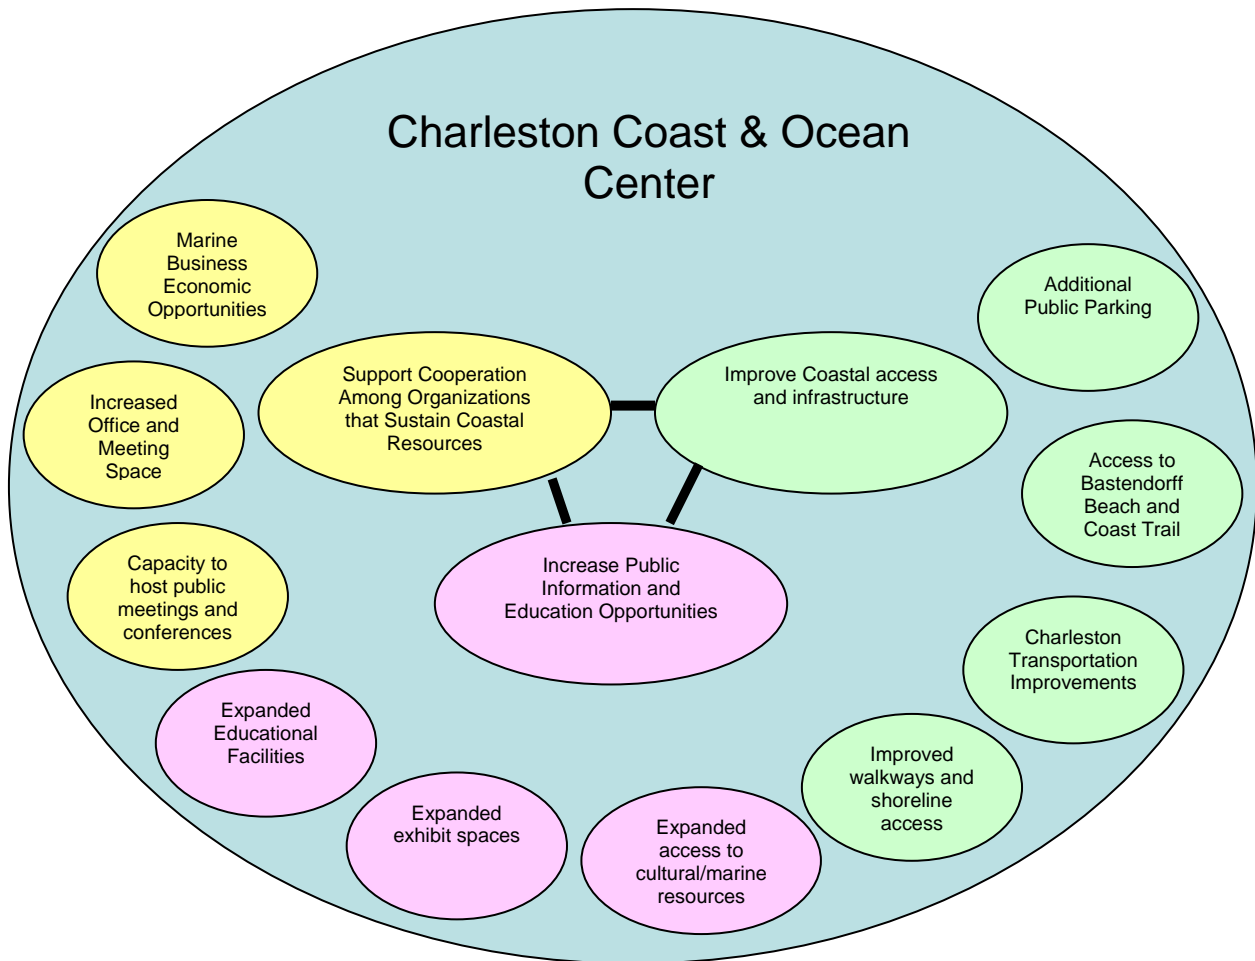 Charleston Coast & Ocean
Center
Marine
Business
Economic
Opportunities
Increased
Office and
Meeting
Space
Capacity to
host public
meetings and
conferences
Support Cooperation
Among Organizations
that Sustain Coastal
Resources
Improve Coastal access
and infrastructure
Increase Public
Information and
Education Opportunities
Additional
Public Parking
Access to
Bastendorff
Beach and
Coast Trail
Charleston
Transportation
Improvements
Improved
walkways and
shoreline
access
Expanded
Educational
Facilities
Expanded
exhibit spaces
Expanded
access to
cultural/marine
resources